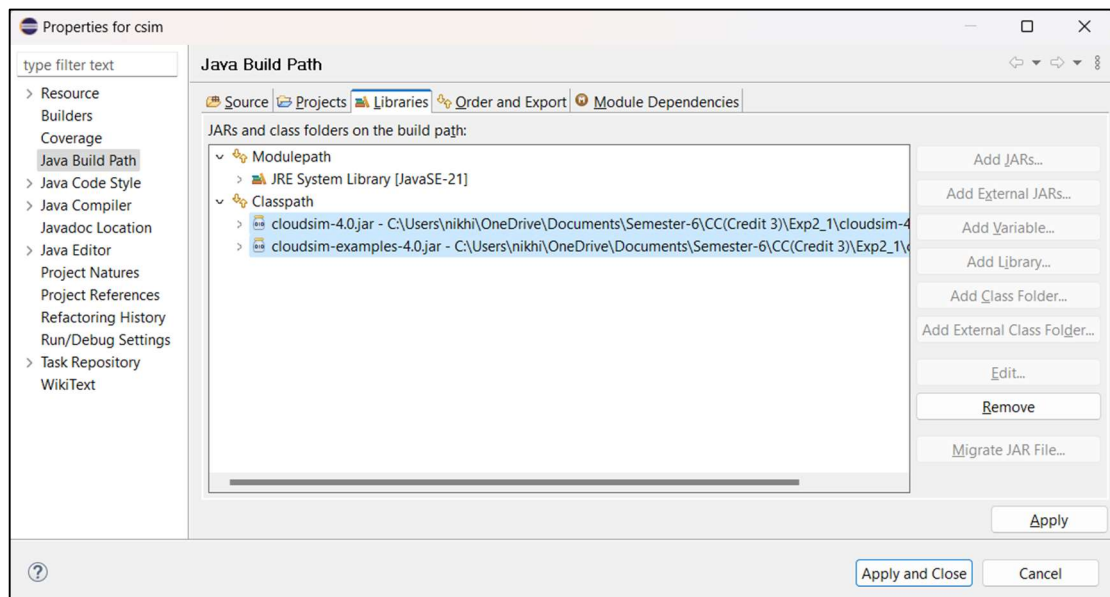 Properties for csim
type filter text
Resource
Builders
Coverage
Java Build Path
Java Code Style
Java Compiler
Javadoc Location
Java Editor
Project Natures
Project References
Refactoring History
Run/Debug Settings
Task Repository
WikiText
Java Build Path
Source Projects Libraries Order and Export Module Dependencies
JARs and class folders on the build path:
Modulepath
JRE System Library [JavaSE-21]
Classpath
cloudsim-4.0.jar - C:\Users\nikhi\OneDrive\Documents\Semester-6\CC(Credit 3)\Exp2_1\cloudsim-4
cloudsim-examples-4.0.jar - C:\Users\nikhi\OneDrive\Documents\Semester-6\CC(Credit 3)\Exp2_1\
Add JARs...
Add External JARs...
Add Variable...
Add Library...
Add Class Folder...
Add External Class Folder...
Edit...
Remove
Migrate JAR File...
Apply
Apply and Close Cancel